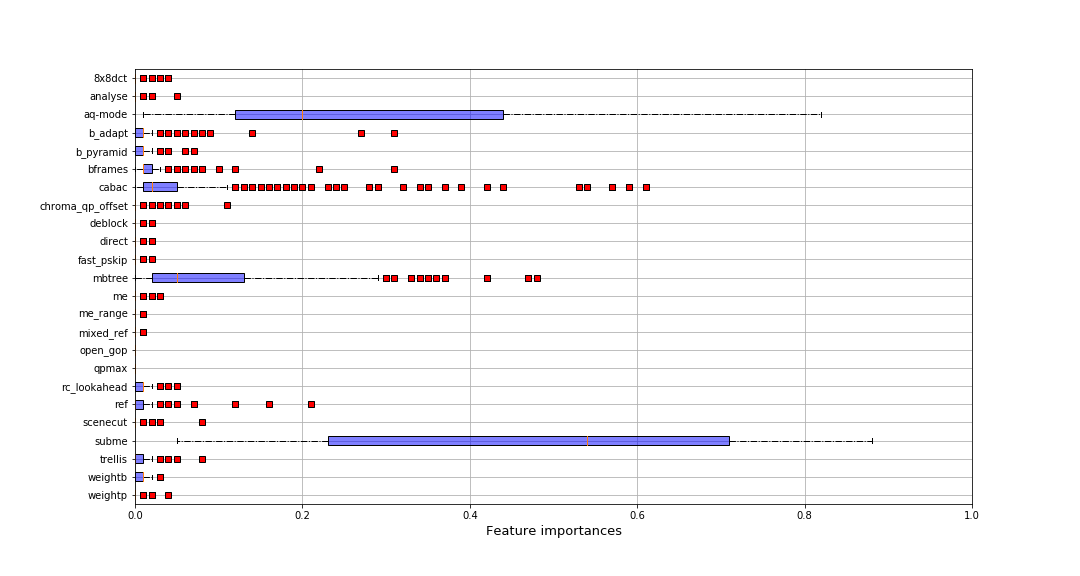 8x8dct
analyse
aq-mode
b_adapt
b_pyramid
bframes
cabac
chroma_qp_offset
deblock
direct
fast_pskip
mbtree
me
me_range
mixed_ref
open_gop
qpmax
rc_lookahead
ref
scenecut
subme
trellis
weightb
weightp
0.0 0.2 0.4 0.6 0.8 1.0
Feature importances